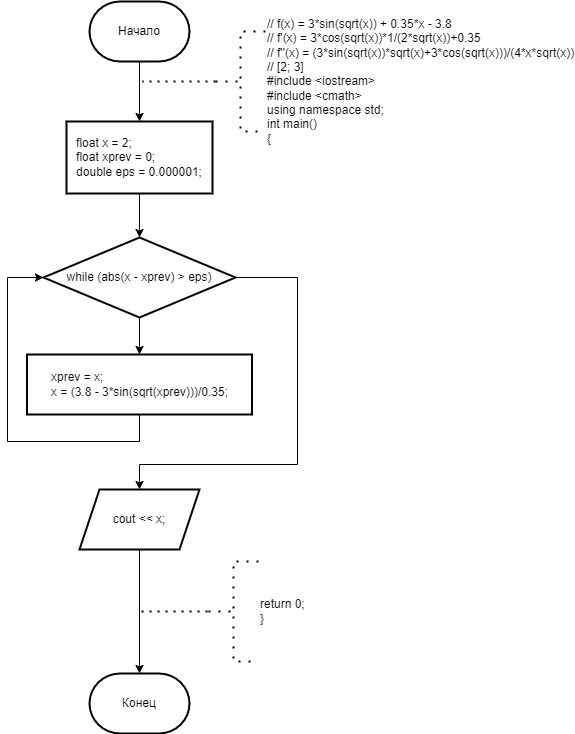 Начало
// f(x) = 3*sin(sqrt(x)) + 0.35*x - 3.8
// f'(x) = 3*cos(sqrt(x))*1/(2*sqrt(x))+0.35
// f''(x) = (3*sin(sqrt(x))*sqrt(x)+3*cos(sqrt(x)))/(4*x*sqrt(x))
// [2; 3]
#include <iostream>
#include <cmath>
using namespace std;
int main()
{
float x = 2;
float xprev = 0;
double eps = 0.000001;
while (abs(x - xprev) > eps)
xprev = x;
x = (3.8 - 3*sin(sqrt(xprev)))/0.35;
cout << x;
return 0;
}
Конец